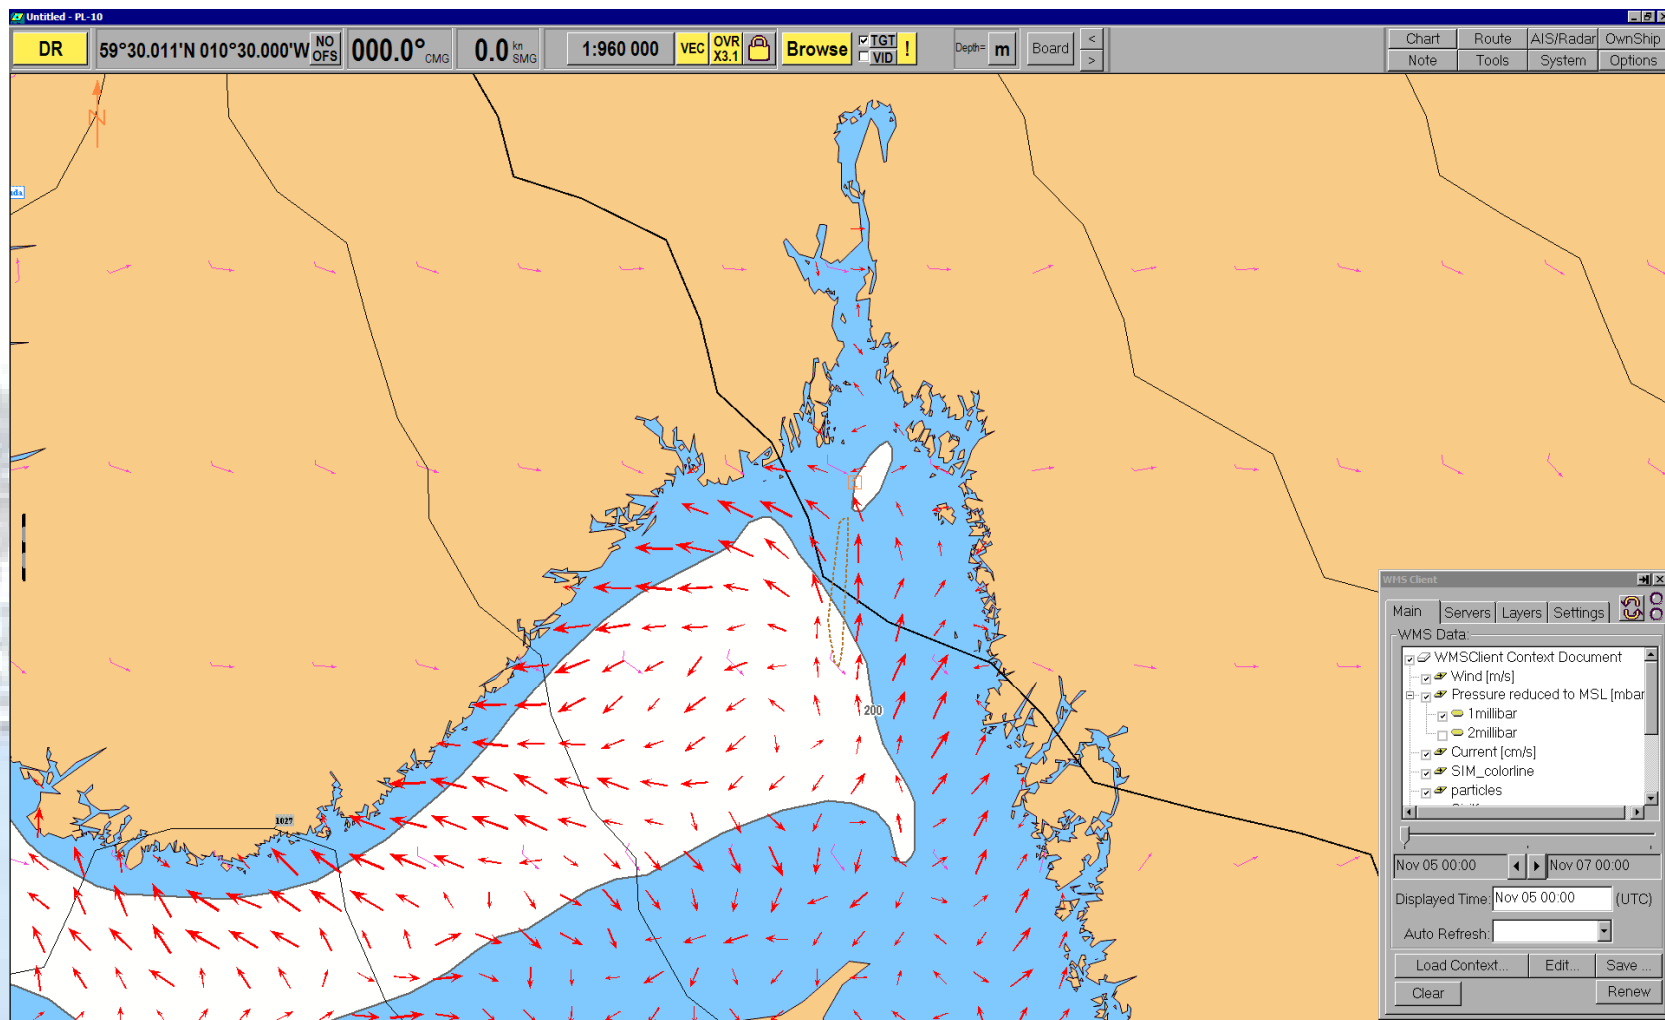 Untitled - PL-10
DR
59°30.011'N 010°30.000'W
NO OFS
000.0° CMG
0.0 kn SMG
1:960 000
VEC
OVR X3.1
Browse
TGT
VID
!
Depth= m
Board
<
>
Chart Route AIS/Radar OwnShip
Note Tools System Options
N
200
1027
WMS Client
Main Servers Layers Settings
WMS Data:
WMSClient Context Document
Wind [m/s]
Pressure reduced to MSL [mbar
1millibar
2millibar
Current [cm/s]
SIM_colorline
particles
Nov 05 00:00 Nov 07 00:00
Displayed Time: Nov 05 00:00 (UTC)
Auto Refresh:
Load Context... Edit... Save ...
Clear Renew